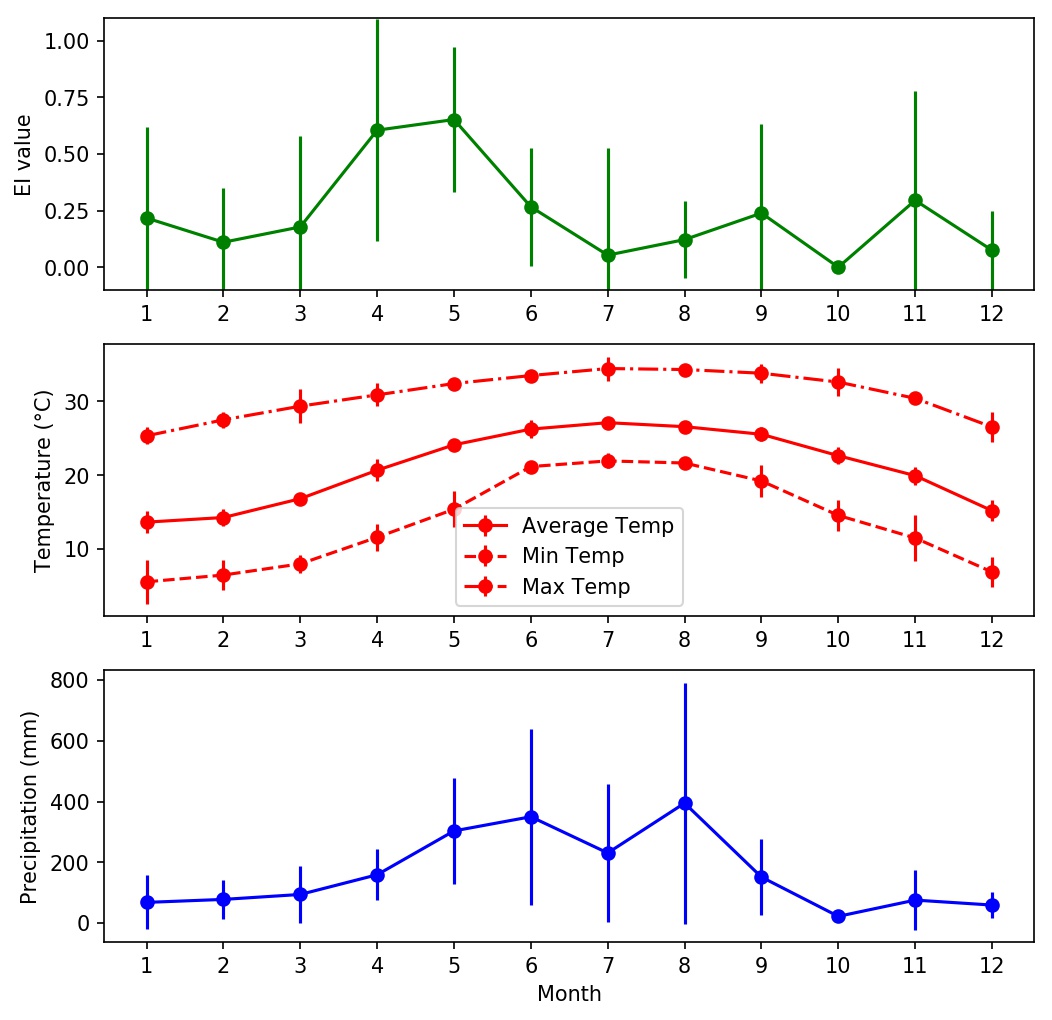 1.00
0.75
0.50
0.25
0.00
EI value
1 2 3 4 5 6 7 8 9 10 11 12
30
20
10
Temperature (°C)
Average Temp
Min Temp
Max Temp
1 2 3 4 5 6 7 8 9 10 11 12
800
600
400
200
0
Precipitation (mm)
1 2 3 4 5 6 7 8 9 10 11 12
Month